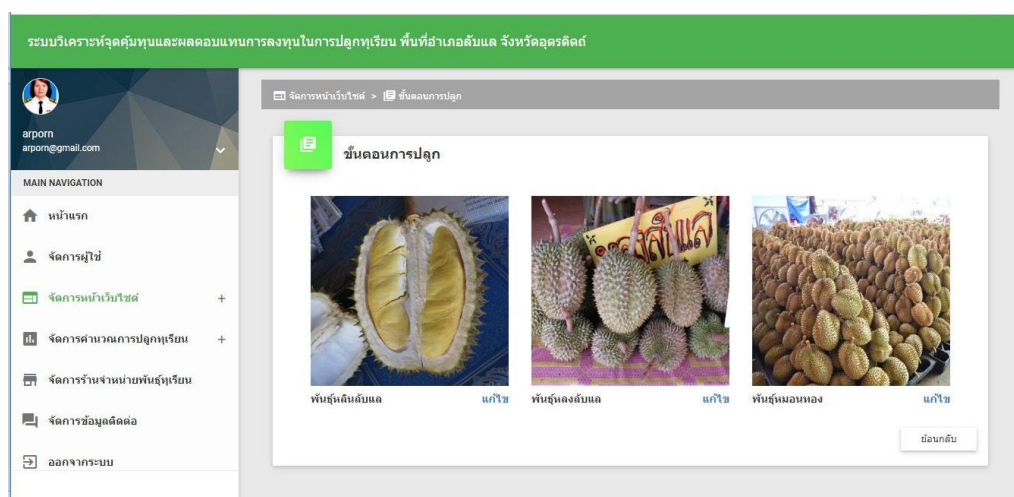 ระบบวิเคราะห์จุดคุ้มทุนและผลตอบแทนการลงทุนในการปลูกทุเรียน พื้นที่อำเภอลับแล จังหวัดอุตรดิตถ์
arporn
arporn@gmail.com
MAIN NAVIGATION
หน้าแรก
จัดการผู้ใช้
จัดการหน้าเว็บไซต์ +
จัดการคำนวณการปลูกทุเรียน +
จัดการร้านจำหน่ายพันธุ์ทุเรียน
จัดการข้อมูลติดต่อ
ออกจากระบบ
จัดการหน้าเว็บไซต์ > ขั้นตอนการปลูก
ขั้นตอนการปลูก
หลงลับแล
พันธุ์หลินลับแล แก้ไข
พันธุ์หลงลับแล แก้ไข
พันธุ์หมอนทอง แก้ไข
ย้อนกลับ